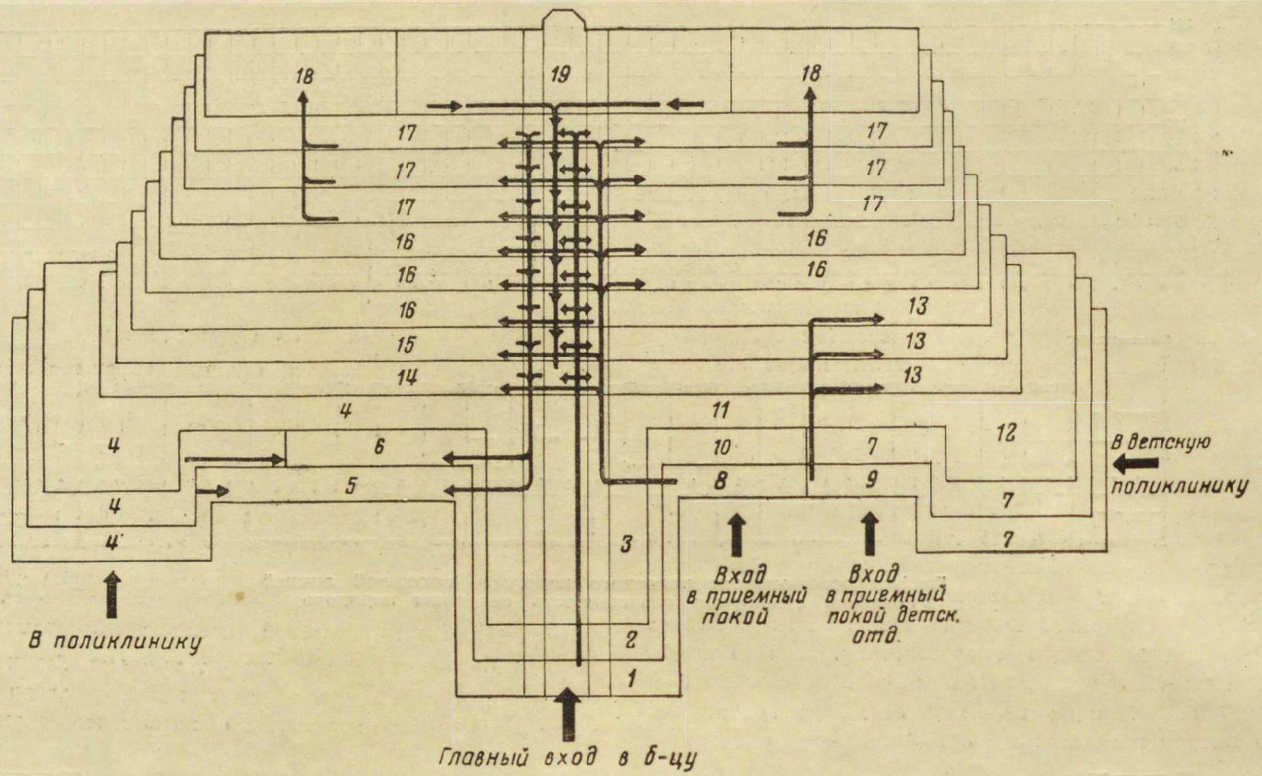 18 19 18
17 17
17 17
17 17
16 16
16 16
16 13
15 13
14 13
4 11
4 6 10 7 12
5 8 9
4 7
4 3 7
В детскую
поликлинику
Вход
в приемный
покой
Вход
в приемный
покой детск.
отд.
В поликлинику
2
1
Главный вход в б-цу